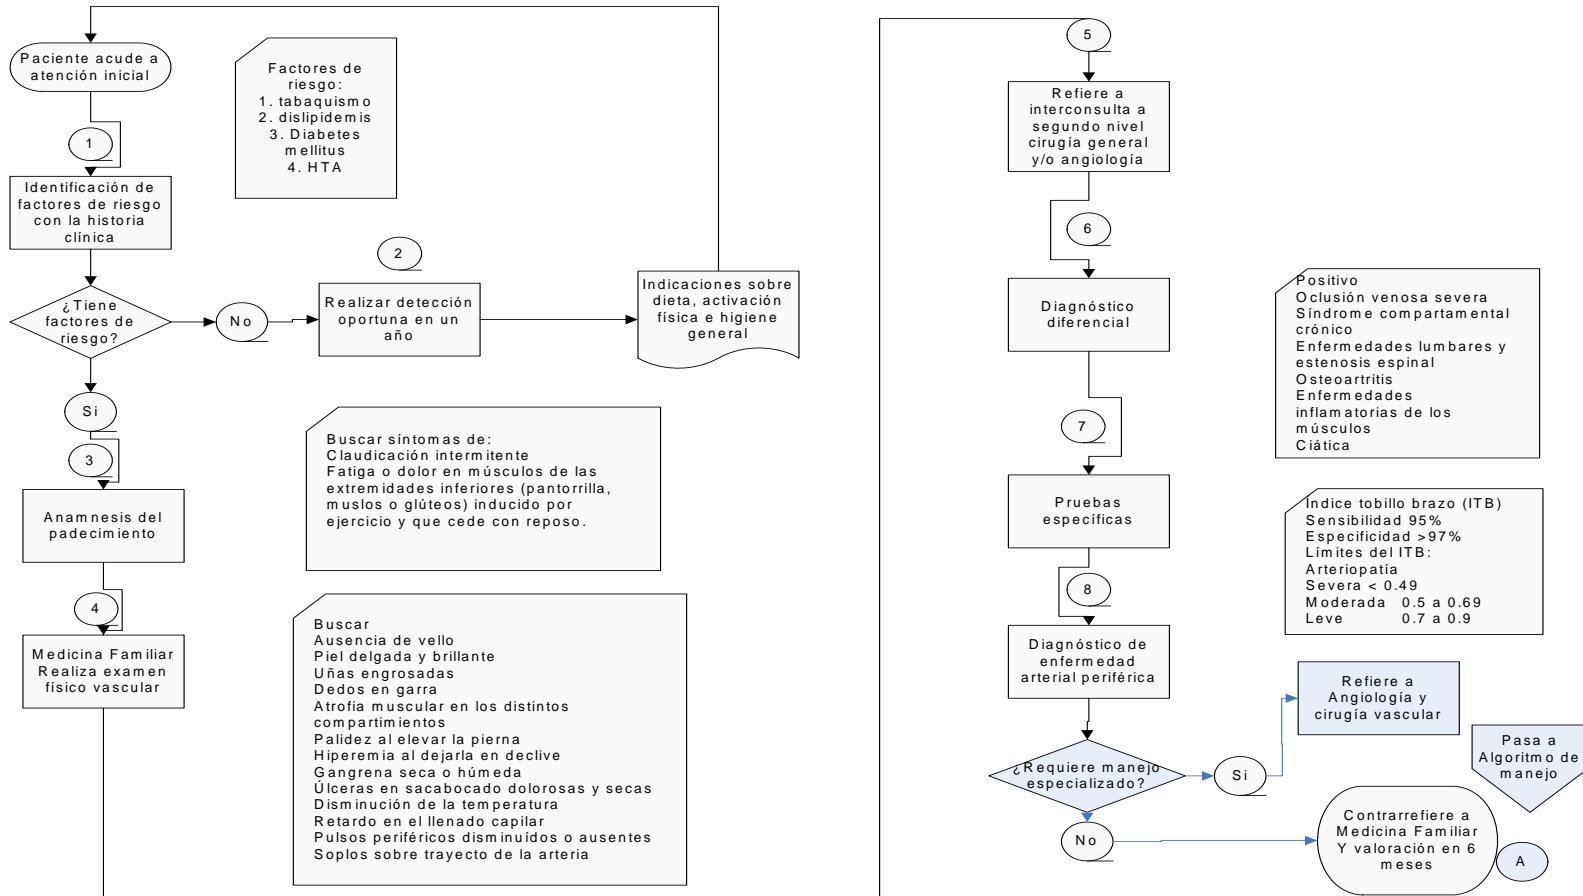 Paciente acude a
atención inicial
Factores de
riesgo:
1. tabaquismo
2. dislipidemis
3. Diabetes
mellitus
4. HTA
1
Identificación de
factores de riesgo
con la historia
clínica
2
¿Tiene
factores de
riesgo?
No
Realizar detección
oportuna en un
año
Indicaciones sobre
dieta, activación
física e higiene
general
Si
3
Buscar síntomas de:
Claudicación intermitente
Fatiga o dolor en músculos de las
extremidades inferiores (pantorrilla,
muslos o glúteos) inducido por
ejercicio y que cede con reposo.
Anamnesis del
padecimiento
4
Medicina Familiar
Realiza examen
físico vascular
Buscar
Ausencia de vello
Piel delgada y brillante
Uñas engrosadas
Dedos en garra
Atrofia muscular en los distintos
compartimientos
Palidez al elevar la pierna
Hiperemia al dejarla en declive
Gangrena seca o húmeda
Úlceras en sacabocado dolorosas y secas
Disminución de la temperatura
Retardo en el llenado capilar
Pulsos periféricos disminuídos o ausentes
Soplos sobre trayecto de la arteria
5
Refiere a
interconsulta a
segundo nivel
cirugía general
y/o angiología
6
Diagnóstico
diferencial
Positivo
Oclusión venosa severa
Síndrome compartamental
crónico
Enfermedades lumbares y
estenosis espinal
Osteoartritis
Enfermedades
inflamatorias de los
músculos
Ciática
7
Pruebas
específicas
Indice tobillo brazo (ITB)
Sensibilidad 95%
Especificidad >97%
Límites del ITB:
Arteriopatía
Severa < 0.49
Moderada 0.5 a 0.69
Leve 0.7 a 0.9
8
Diagnóstico de
enfermedad
arterial periférica
Refiere a
Angiología y
cirugía vascular
¿Requiere manejo
especializado?
Si
Pasa a
Algoritmo de
manejo
No
Contrarrefiere a
Medicina Familiar
Y valoración en 6
meses
A